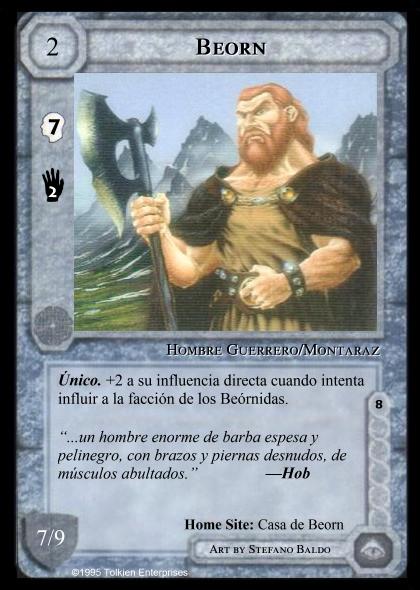 2
Beorn
7
2
Hombre Guerrero/Montaraz
Único. +2 a su influencia directa cuando intenta
influir a la facción de los Beórnidas.
8
“...un hombre enorme de barba espesa y
pelinegro, con brazos y piernas desnudos, de
músculos abultados.” —Hob
Home Site: Casa de Beorn
7/9
Art by Stefano Baldo
©1995 Tolkien Enterprises